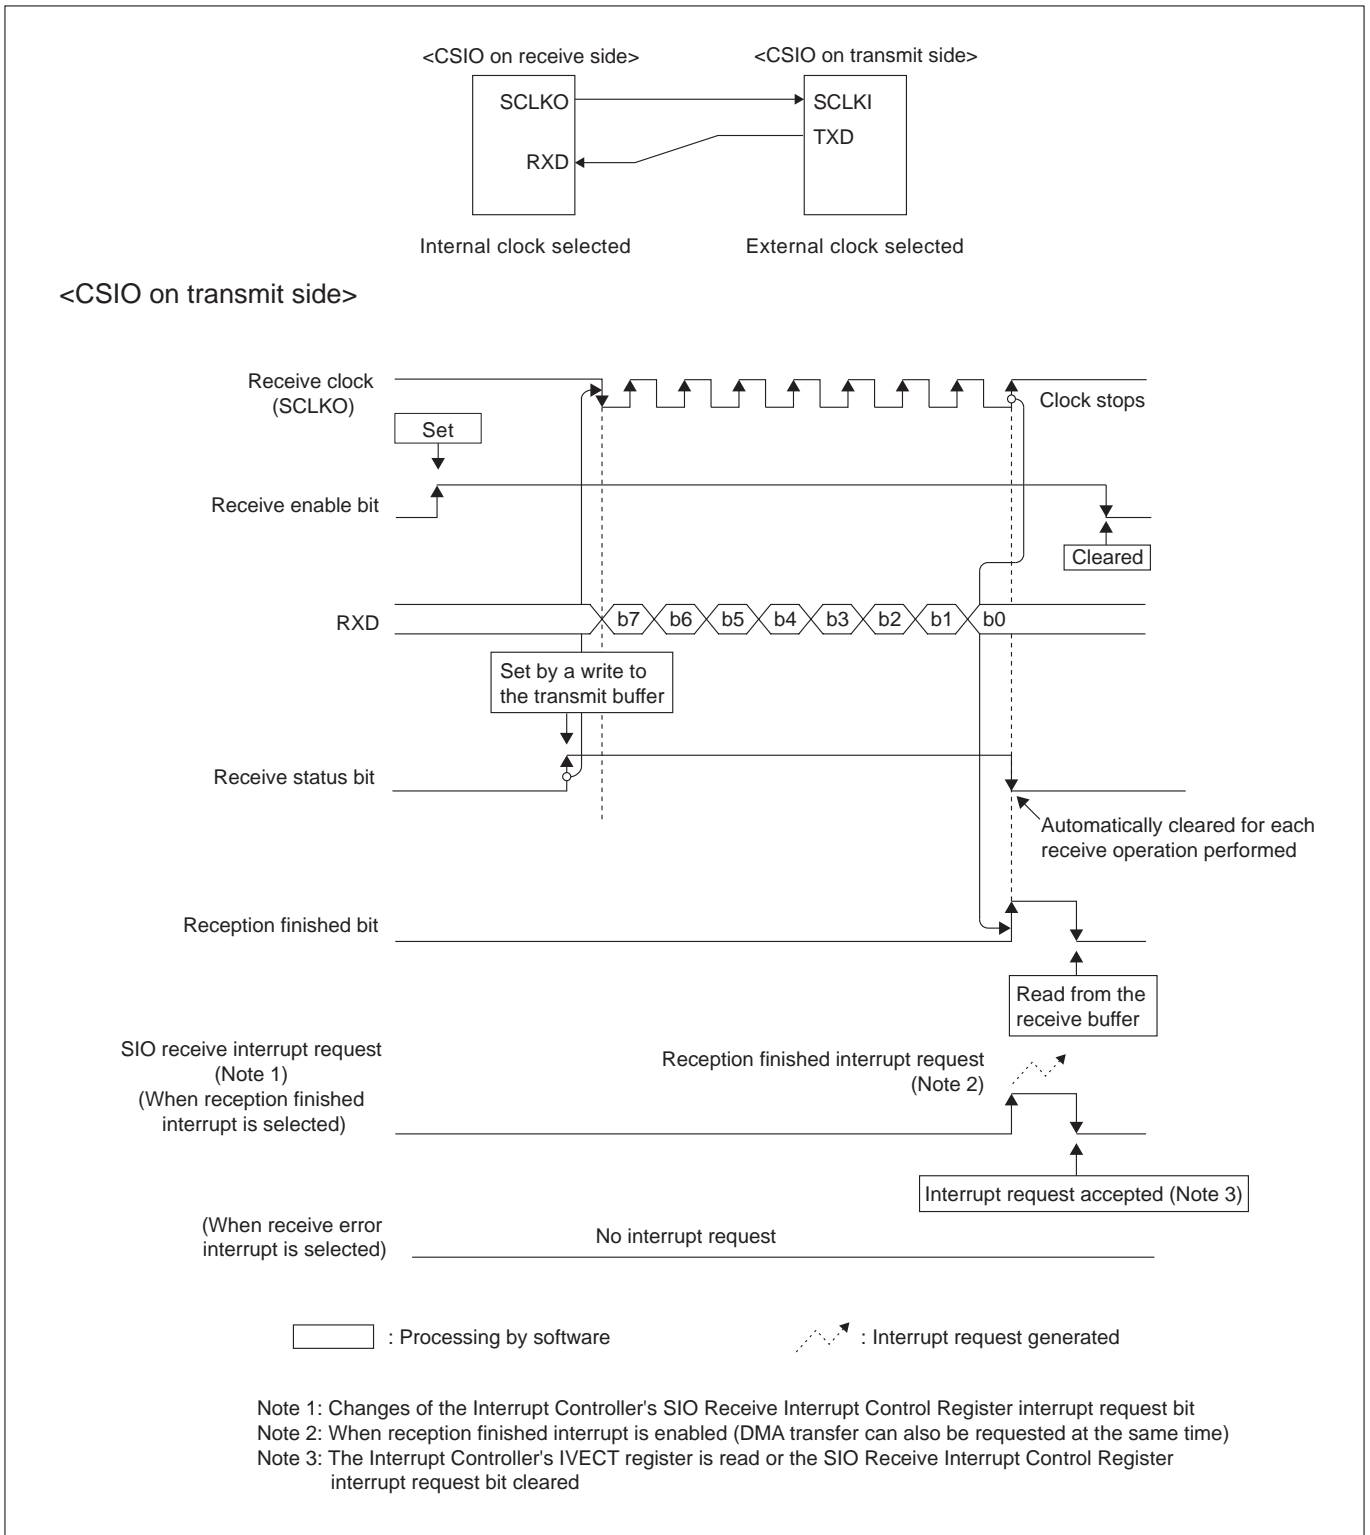 <CSIO on receive side>
<CSIO on transmit side>
SCLKO
SCLKI
TXD
RXD
Internal clock selected
External clock selected
<CSIO on transmit side>
Receive clock
(SCLKO)
Clock stops
Set
Receive enable bit
Cleared
RXD
b7
b6
b5
b4
b3
b2
b1
b0
Set by a write to
the transmit buffer
Receive status bit
Automatically cleared for each
receive operation performed
Reception finished bit
Read from the
receive buffer
SIO receive interrupt request
(Note 1)
(When reception finished
interrupt is selected)
Reception finished interrupt request
(Note 2)
Interrupt request accepted (Note 3)
(When receive error
interrupt is selected)
No interrupt request
: Processing by software
: Interrupt request generated
Note 1: Changes of the Interrupt Controller's SIO Receive Interrupt Control Register interrupt request bit
Note 2: When reception finished interrupt is enabled (DMA transfer can also be requested at the same time)
Note 3: The Interrupt Controller's IVECT register is read or the SIO Receive Interrupt Control Register
interrupt request bit cleared